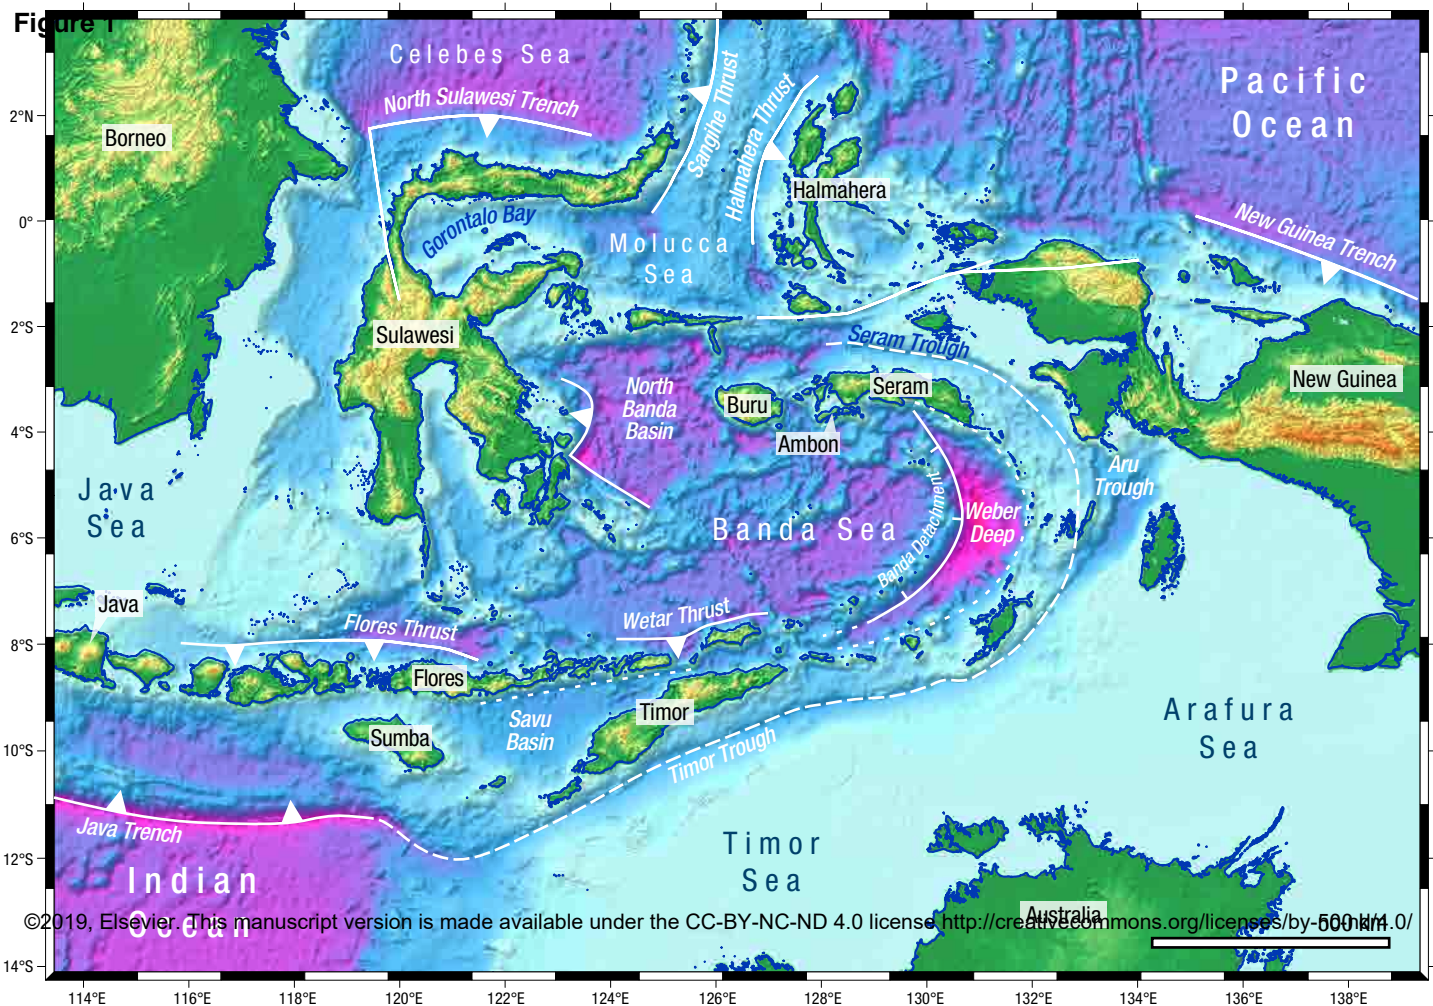 Figure 1
Celebes Sea
North Sulawesi Trench
Sangihe Thrust
Halmahera Thrust
Pacific
Ocean
Borneo
Halmahera
Gorontalo Bay
Molucca
Sea
New Guinea Trench
Sulawesi
Seram Trough
North
Banda
Basin
Buru
Seram
Ambon
New Guinea
Aru
Trough
Java
Sea
Banda Sea
Banda Detachment
Weber
Deep
Java
Flores Thrust
Wetar Thrust
Flores
Savu
Basin
Timor
Sumba
Timor Trough
Arafura
Sea
Java Trench
Timor
Sea
Indian
Ocean
Australia
500 km
©2019, Elsevier. This manuscript version is made available under the CC-BY-NC-ND 4.0 license http://creativecommons.org/licenses/by-nc-nd/4.0/
2°N
0°
2°S
4°S
6°S
8°S
10°S
12°S
14°S
114°E 116°E 118°E 120°E 122°E 124°E 126°E 128°E 130°E 132°E 134°E 136°E 138°E